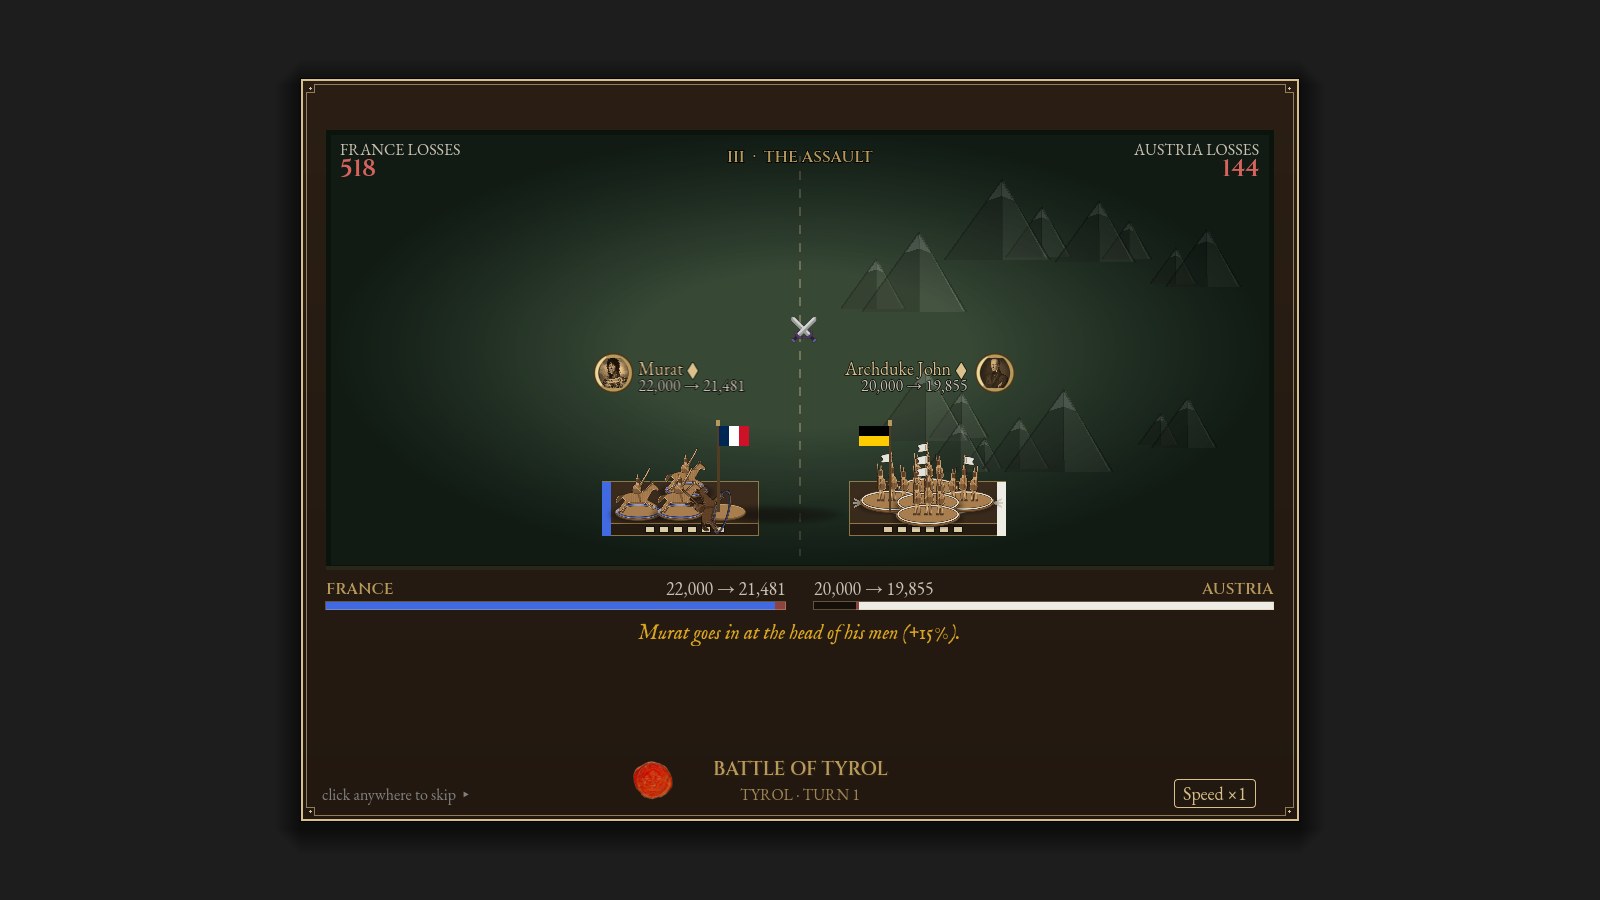 FRANCE LOSSES
518
III · THE ASSAULT
AUSTRIA LOSSES
144
Murat
22,000 → 21,481
Archduke John
20,000 → 19,855
FRANCE
22,000 → 21,481
20,000 → 19,855
AUSTRIA
Murat goes in at the head of his men (+15%).
BATTLE OF TYROL
TYROL · TURN 1
click anywhere to skip ▸
Speed ×1